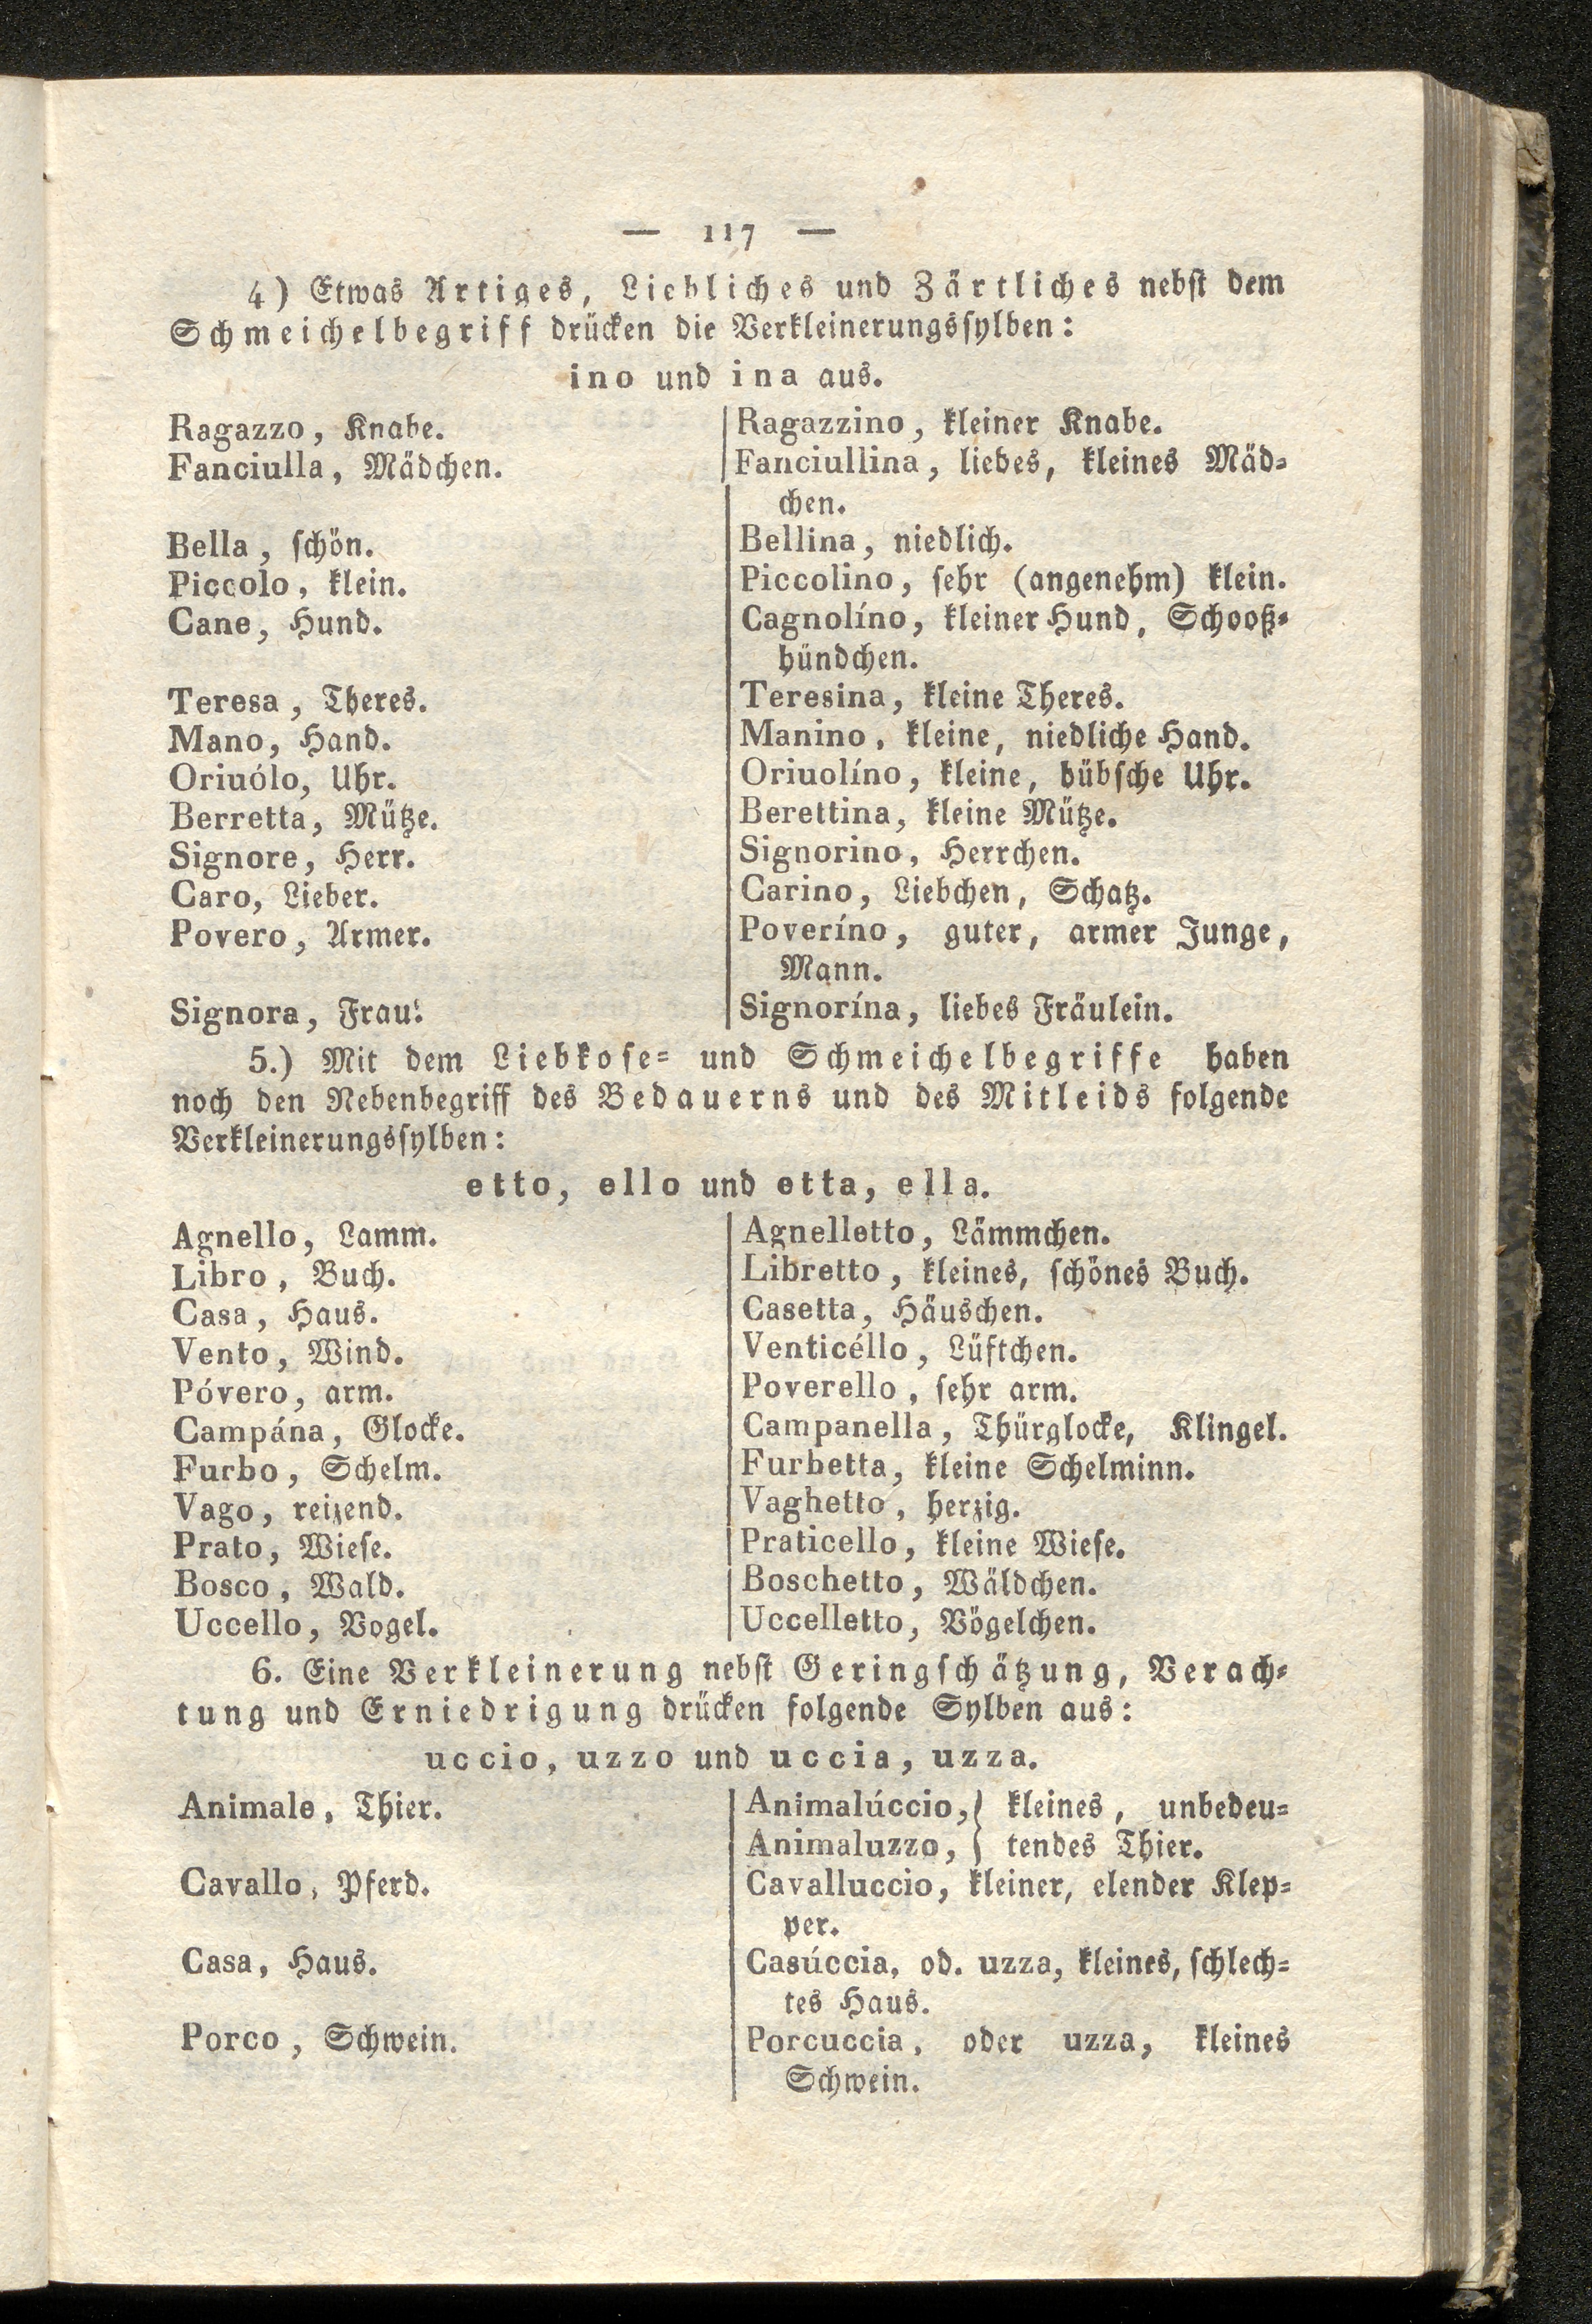 — 117 —
4) Etwas Artiges, Liebliches und Zärtliches nebst dem
Schmeichelbegriff drücken die Verkleinerungssylben:
ino und ina aus.
Ragazzo, Knabe. Ragazzino, kleiner Knabe.
Fanciulla, Mädchen. Fanciullina, liebes, kleines Mäd-
chen.
Bella, schön. Bellina, niedlich.
Piccolo, klein. Piccolino, sehr (angenehm) klein.
Cane, Hund. Cagnolíno, kleiner Hund, Schooß-
hündchen.
Teresa, Theres. Teresina, kleine Theres.
Mano, Hand. Manino, kleine, niedliche Hand.
Oriuólo, Uhr. Oriuolíno, kleine, hübsche Uhr.
Berretta, Mütze. Berettina, kleine Mütze.
Signore, Herr. Signorino, Herrchen.
Caro, Lieber. Carino, Liebchen, Schatz.
Povero, Armer. Poveríno, guter, armer Junge,
Mann.
Signora, Frau. Signorína, liebes Fräulein.
5.) Mit dem Liebkose- und Schmeichelbegriffe haben
noch den Nebenbegriff des Bedauerns und des Mitleids folgende
Verkleinerungssylben:
etto, ello und etta, ella.
Agnello, Lamm. Agnelletto, Lämmchen.
Libro, Buch. Libretto, kleines, schönes Buch.
Casa, Haus. Casetta, Häuschen.
Vento, Wind. Venticéllo, Lüftchen.
Póvero, arm. Poverello, sehr arm.
Campána, Glocke. Campanella, Thürglocke, Klingel.
Furbo, Schelm. Furbetta, kleine Schelminn.
Vago, reizend. Vaghetto, herzig.
Prato, Wiese. Praticello, kleine Wiese.
Bosco, Wald. Boschetto, Wäldchen.
Uccello, Vogel. Uccelletto, Vögelchen.
6. Eine Verkleinerung nebst Geringschätzung, Verach-
tung und Erniedrigung drücken folgende Sylben aus:
uccio, uzzo und uccia, uzza.
Animale, Thier. Animalúccio,} kleines, unbedeu-
Animaluzzo,} tendes Thier.
Cavallo, Pferd. Cavalluccio, kleiner, elender Klep-
per.
Casa, Haus. Casúccia, od. uzza, kleines, schlech-
tes Haus.
Porco, Schwein. Porcuccia, oder uzza, kleines
Schwein.